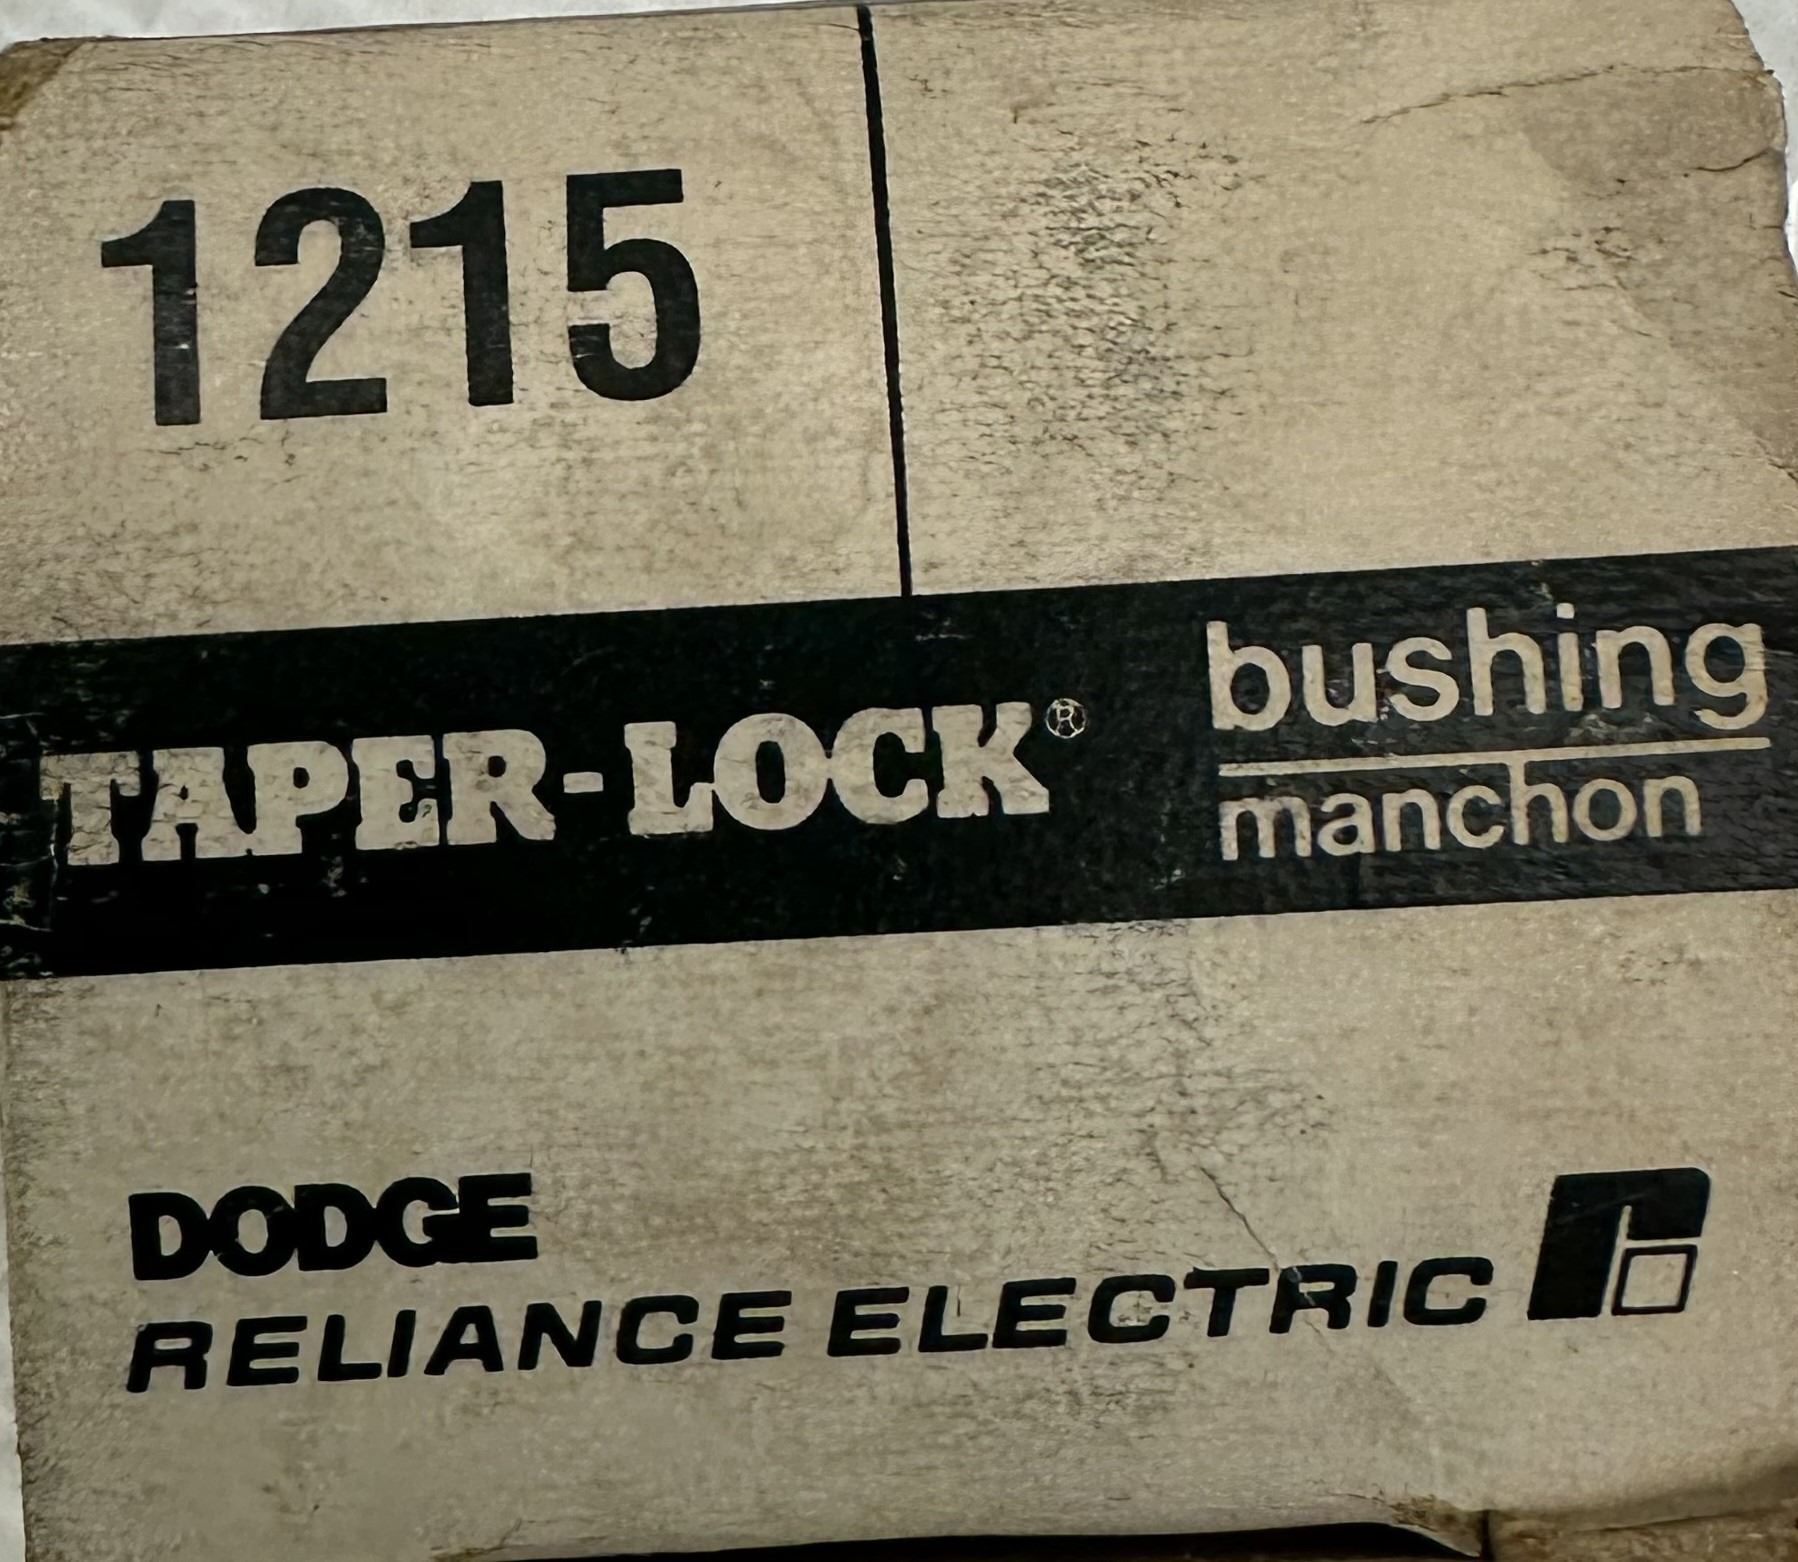 1215
TAPER-LOCK®
bushing
manchon
DODGE
RELIANCE ELECTRIC